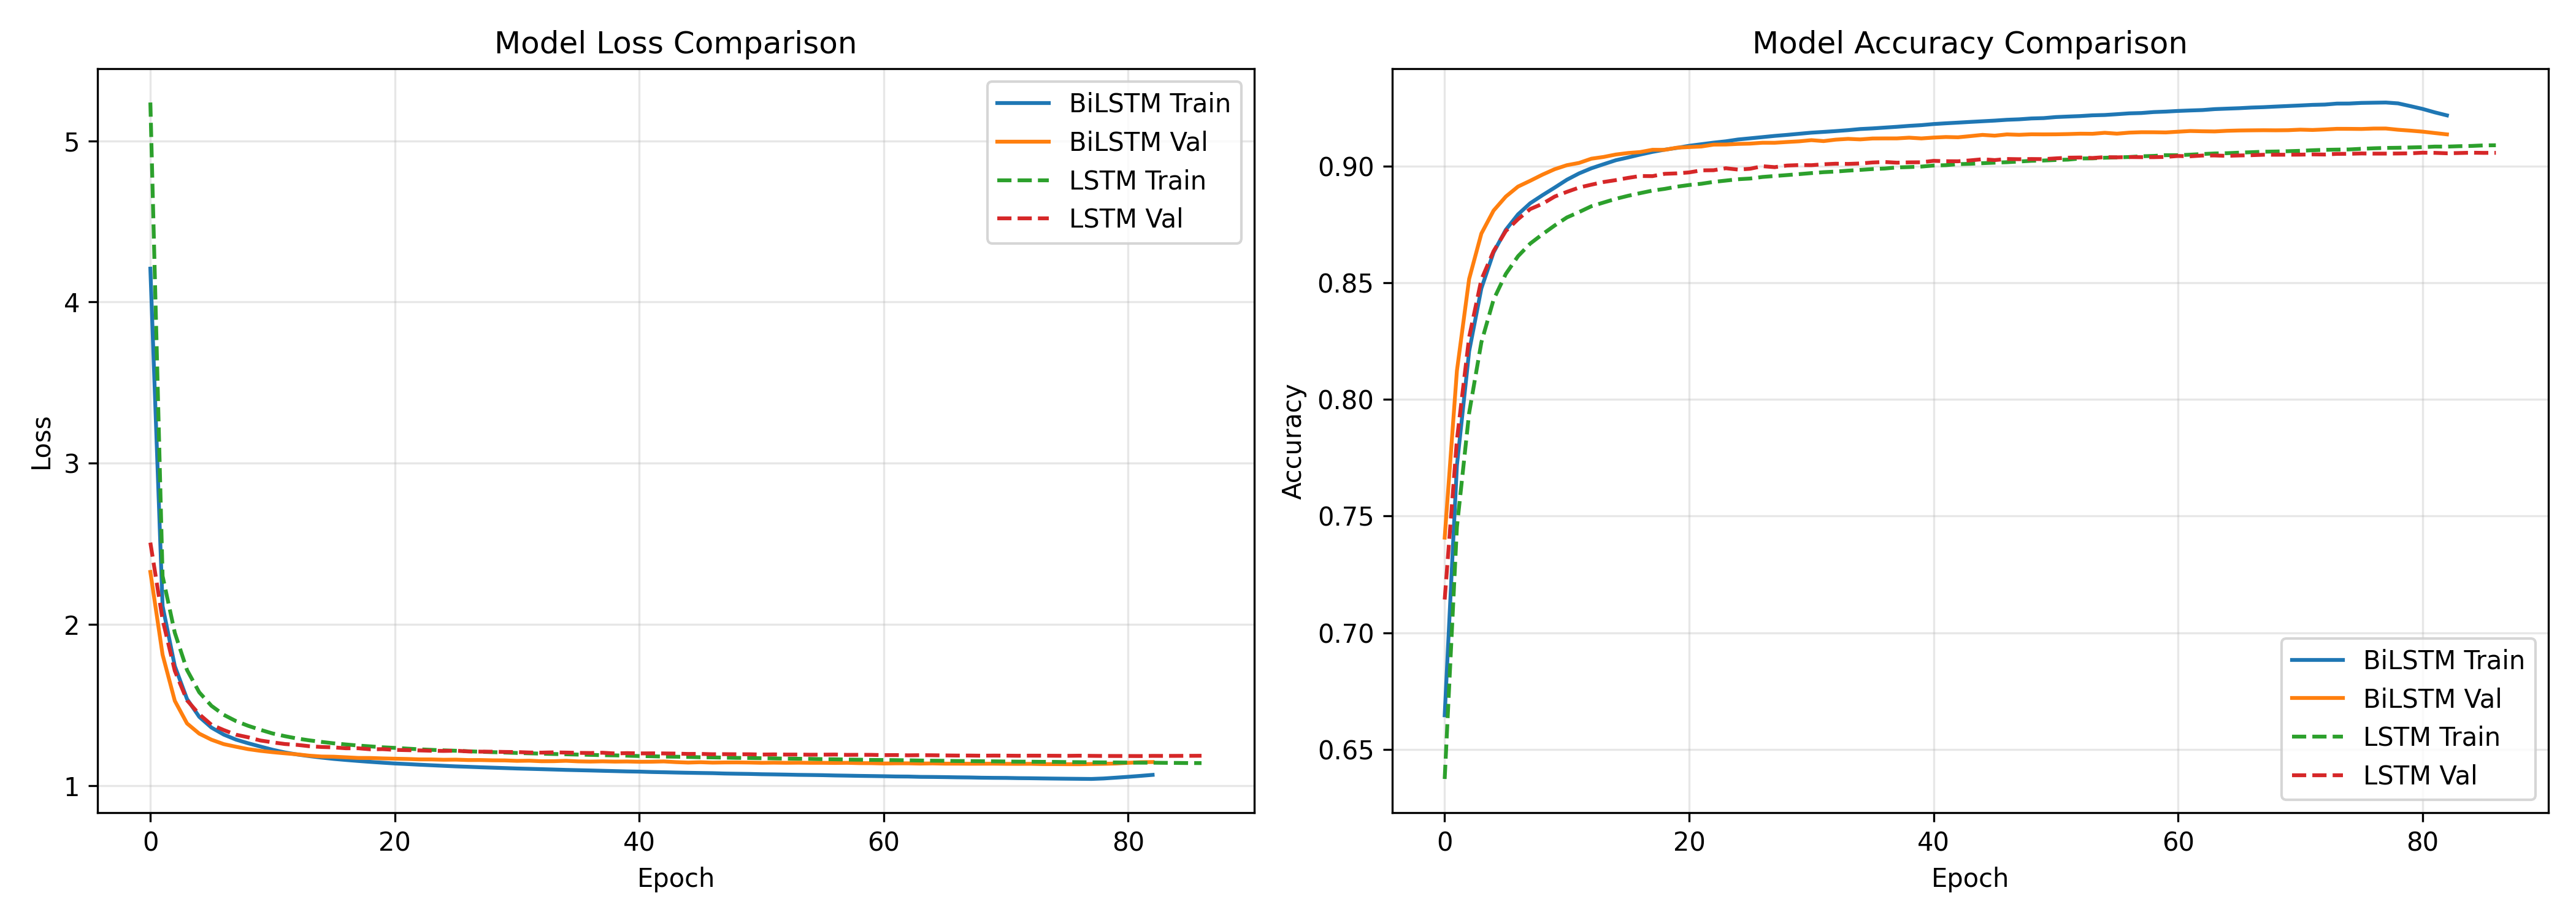 Model Loss Comparison
5
4
3
2
1
Loss
0 20 40 60 80
Epoch
BiLSTM Train
BiLSTM Val
LSTM Train
LSTM Val
Model Accuracy Comparison
0.90
0.85
0.80
0.75
0.70
0.65
Accuracy
0 20 40 60 80
Epoch
BiLSTM Train
BiLSTM Val
LSTM Train
LSTM Val